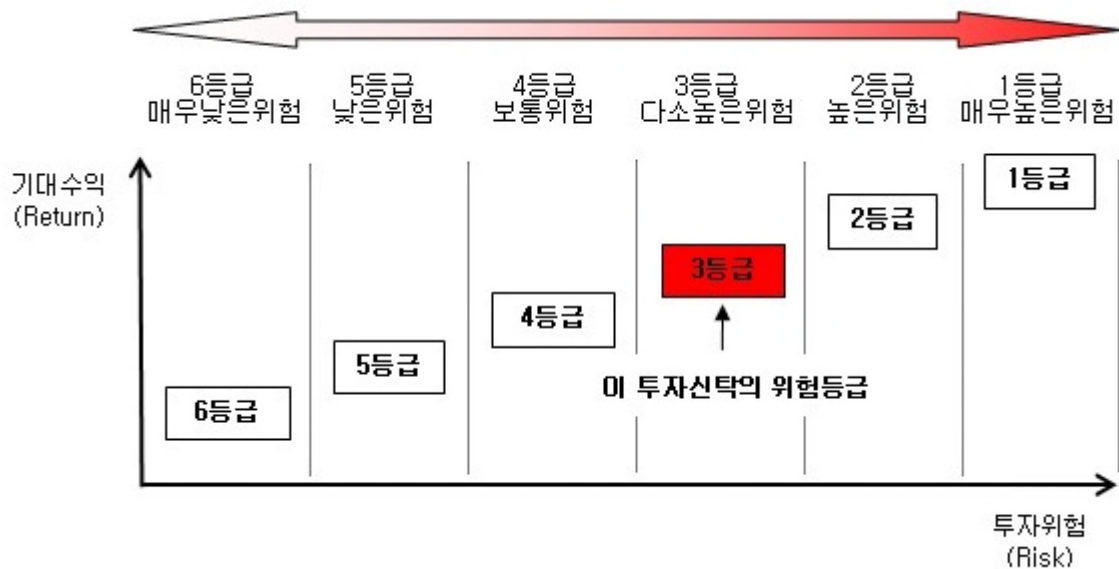 6등급 5등급 4등급 3등급 2등급 1등급
매우낮은위험 낮은위험 보통위험 다소높은위험 높은위험 매우높은위험
기대수익
(Return)
1등급
2등급
3등급
4등급
5등급
이 투자신탁의 위험등급
6등급
투자위험
(Risk)